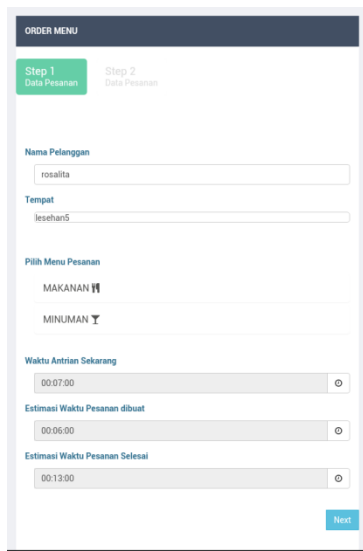 ORDER MENU
Step 1
Data Pesanan
Step 2
Data Pesanan
Nama Pelanggan
rosalita
Tempat
lesehan5
Pilih Menu Pesanan
MAKANAN
MINUMAN
Waktu Antrian Sekarang
00:07:00
Estimasi Waktu Pesanan dibuat
00:06:00
Estimasi Waktu Pesanan Selesai
00:13:00
Next